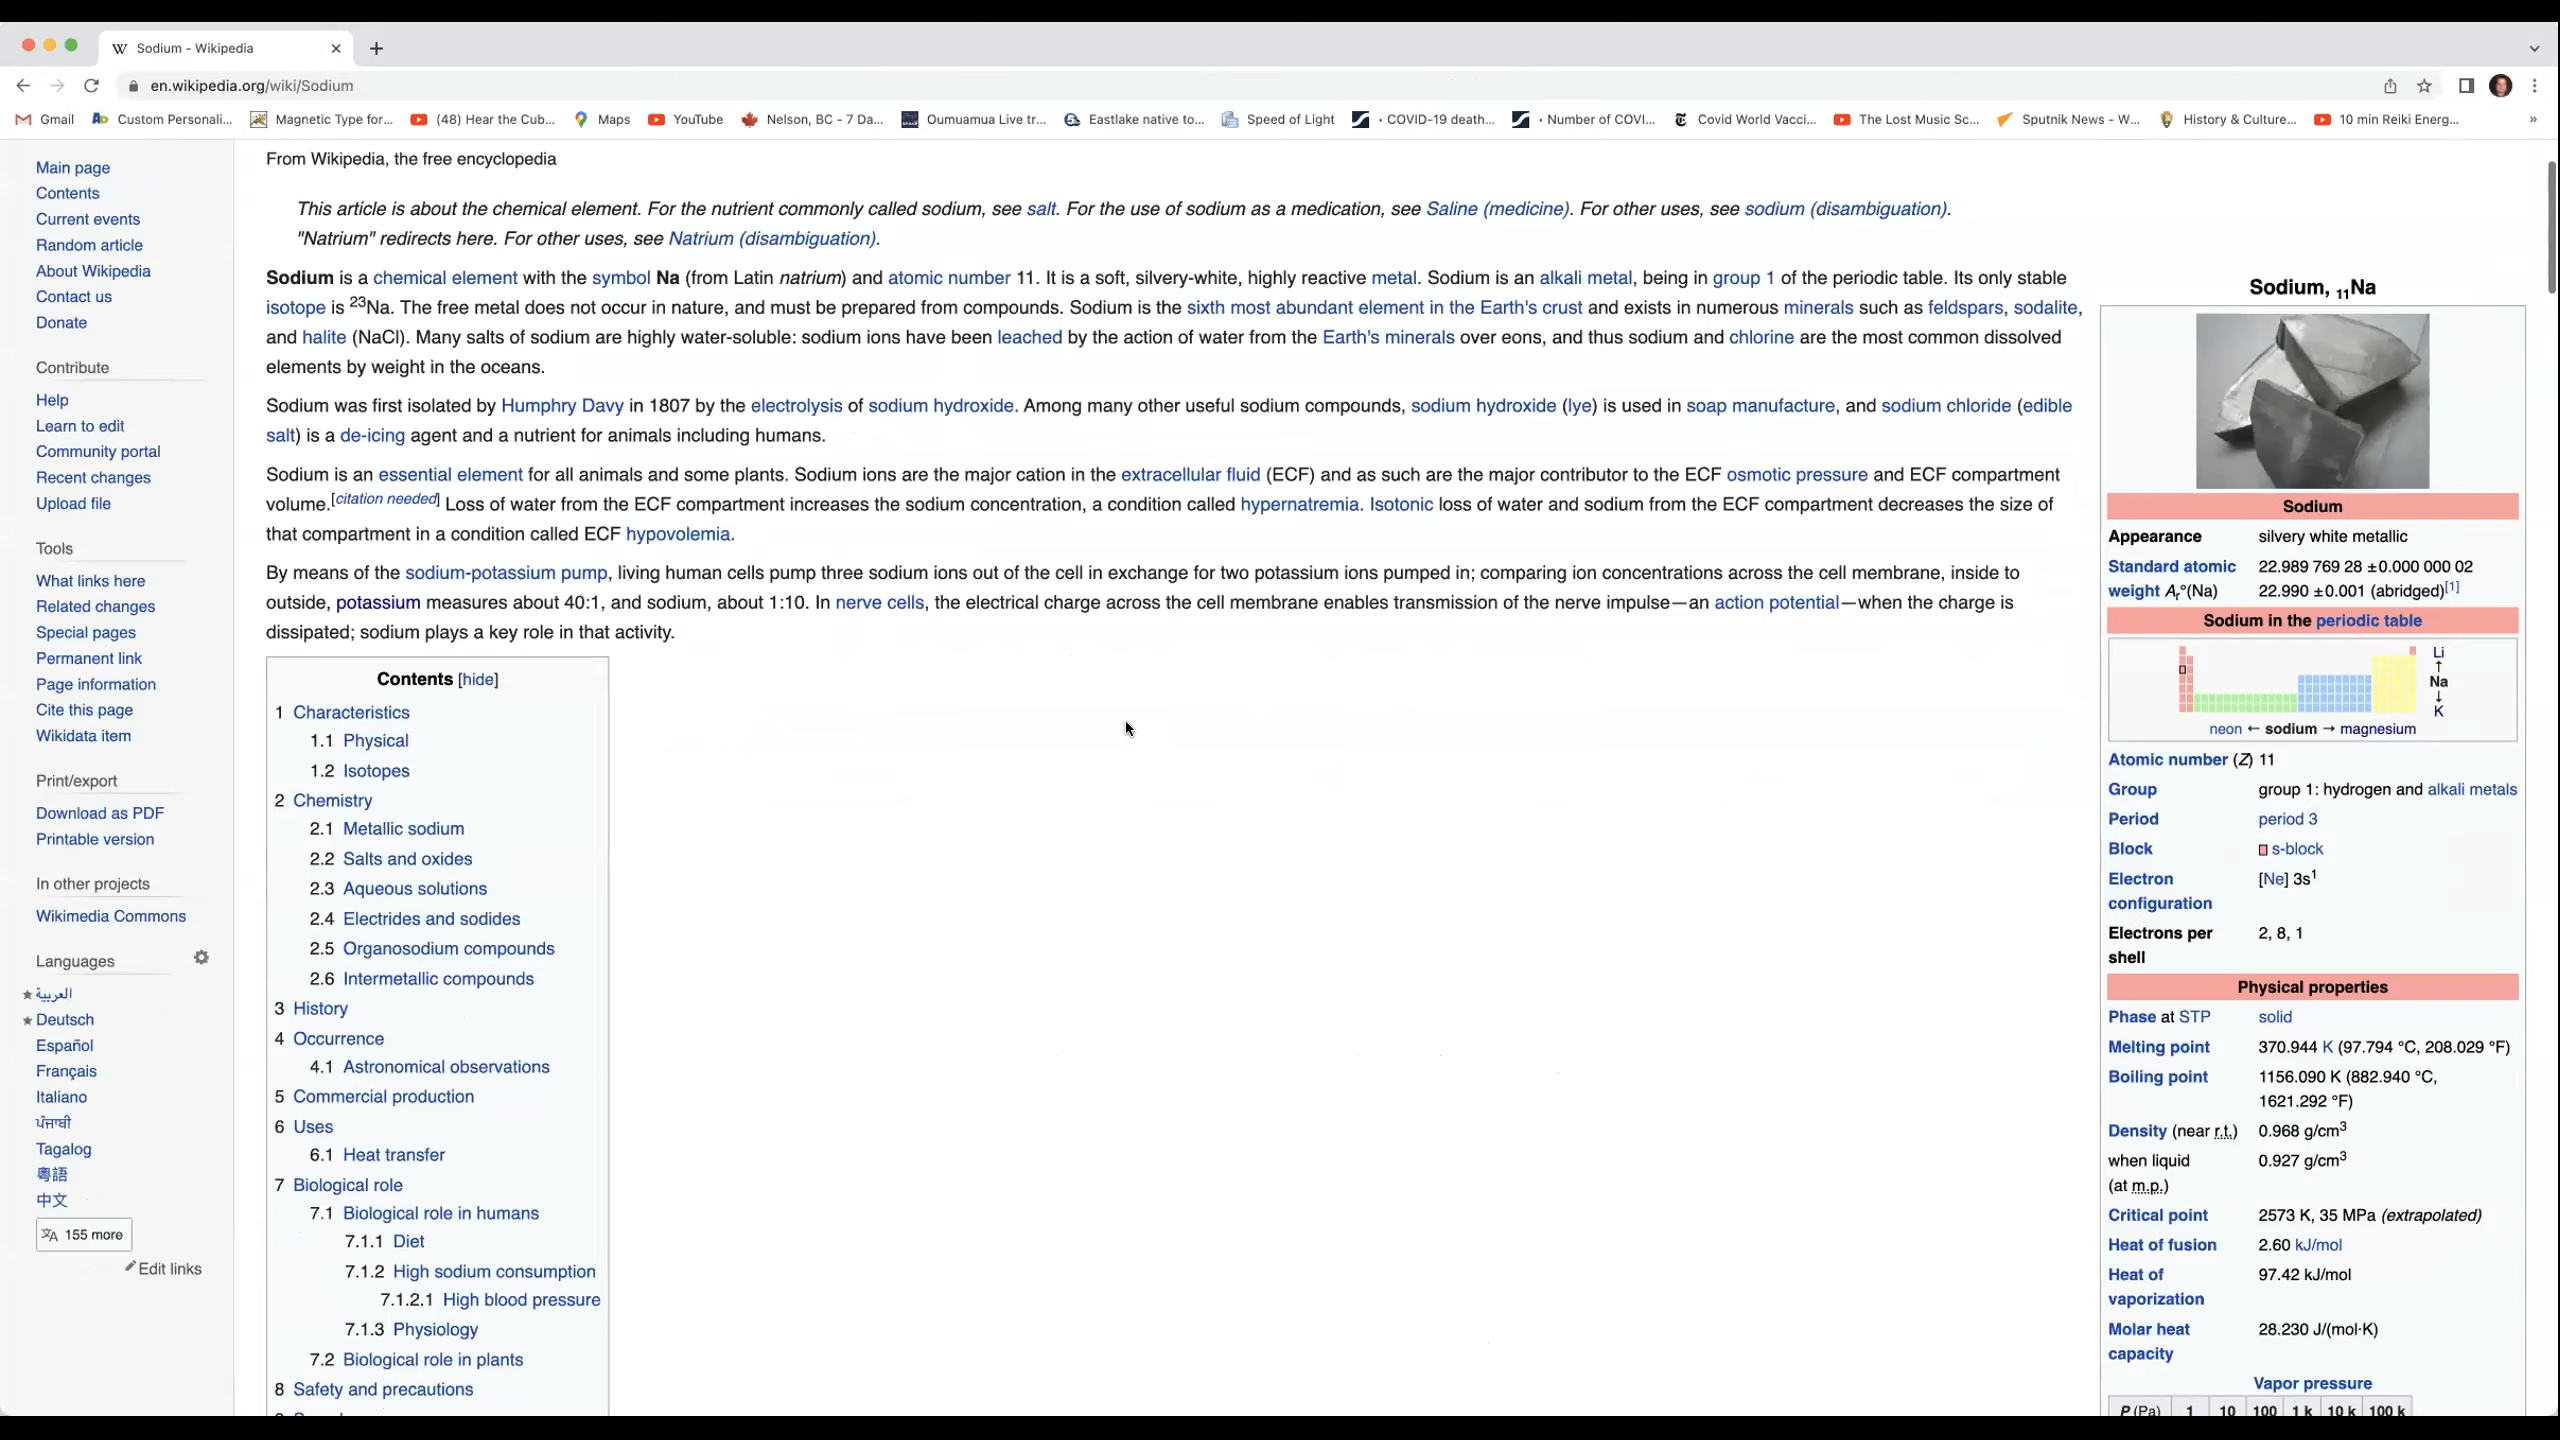 Sodium - Wikipedia
en.wikipedia.org/wiki/Sodium
Gmail Custom Personali... Magnetic Type for... (48) Hear the Cub... Maps YouTube Nelson, BC - 7 Da... Oumuamua Live tr... Eastlake native to... Speed of Light · COVID-19 death... · Number of COVI... Covid World Vacci... The Lost Music Sc... Sputnik News - W... History & Culture... 10 min Reiki Energ... »
Main page
Contents
Current events
Random article
About Wikipedia
Contact us
Donate
Contribute
Help
Learn to edit
Community portal
Recent changes
Upload file
Tools
What links here
Related changes
Special pages
Permanent link
Page information
Cite this page
Wikidata item
Print/export
Download as PDF
Printable version
In other projects
Wikimedia Commons
Languages
العربية
Deutsch
Español
Français
Italiano
ਪੰਜਾਬੀ
Tagalog
粵語
中文
155 more
Edit links
From Wikipedia, the free encyclopedia
This article is about the chemical element. For the nutrient commonly called sodium, see salt. For the use of sodium as a medication, see Saline (medicine). For other uses, see sodium (disambiguation).
"Natrium" redirects here. For other uses, see Natrium (disambiguation).
Sodium is a chemical element with the symbol Na (from Latin natrium) and atomic number 11. It is a soft, silvery-white, highly reactive metal. Sodium is an alkali metal, being in group 1 of the periodic table. Its only stable
isotope is ²³Na. The free metal does not occur in nature, and must be prepared from compounds. Sodium is the sixth most abundant element in the Earth's crust and exists in numerous minerals such as feldspars, sodalite,
and halite (NaCl). Many salts of sodium are highly water-soluble: sodium ions have been leached by the action of water from the Earth's minerals over eons, and thus sodium and chlorine are the most common dissolved
elements by weight in the oceans.
Sodium was first isolated by Humphry Davy in 1807 by the electrolysis of sodium hydroxide. Among many other useful sodium compounds, sodium hydroxide (lye) is used in soap manufacture, and sodium chloride (edible
salt) is a de-icing agent and a nutrient for animals including humans.
Sodium is an essential element for all animals and some plants. Sodium ions are the major cation in the extracellular fluid (ECF) and as such are the major contributor to the ECF osmotic pressure and ECF compartment
volume.[citation needed] Loss of water from the ECF compartment increases the sodium concentration, a condition called hypernatremia. Isotonic loss of water and sodium from the ECF compartment decreases the size of
that compartment in a condition called ECF hypovolemia.
By means of the sodium-potassium pump, living human cells pump three sodium ions out of the cell in exchange for two potassium ions pumped in; comparing ion concentrations across the cell membrane, inside to
outside, potassium measures about 40:1, and sodium, about 1:10. In nerve cells, the electrical charge across the cell membrane enables transmission of the nerve impulse—an action potential—when the charge is
dissipated; sodium plays a key role in that activity.
Contents [hide]
1 Characteristics
1.1 Physical
1.2 Isotopes
2 Chemistry
2.1 Metallic sodium
2.2 Salts and oxides
2.3 Aqueous solutions
2.4 Electrides and sodides
2.5 Organosodium compounds
2.6 Intermetallic compounds
3 History
4 Occurrence
4.1 Astronomical observations
5 Commercial production
6 Uses
6.1 Heat transfer
7 Biological role
7.1 Biological role in humans
7.1.1 Diet
7.1.2 High sodium consumption
7.1.2.1 High blood pressure
7.1.3 Physiology
7.2 Biological role in plants
8 Safety and precautions
Sodium, ₁₁Na
Sodium
Appearance silvery white metallic
Standard atomic 22.989 769 28 ±0.000 000 02
weight Ar°(Na) 22.990 ±0.001 (abridged)[1]
Sodium in the periodic table
Li
↑
Na
↓
K
neon ← sodium → magnesium
Atomic number (Z) 11
Group group 1: hydrogen and alkali metals
Period period 3
Block s-block
Electron [Ne] 3s¹
configuration
Electrons per 2, 8, 1
shell
Physical properties
Phase at STP solid
Melting point 370.944 K (97.794 °C, 208.029 °F)
Boiling point 1156.090 K (882.940 °C,
1621.292 °F)
Density (near r.t.) 0.968 g/cm³
when liquid 0.927 g/cm³
(at m.p.)
Critical point 2573 K, 35 MPa (extrapolated)
Heat of fusion 2.60 kJ/mol
Heat of 97.42 kJ/mol
vaporization
Molar heat 28.230 J/(mol·K)
capacity
Vapor pressure
P (Pa) 1 10 100 1 k 10 k 100 k